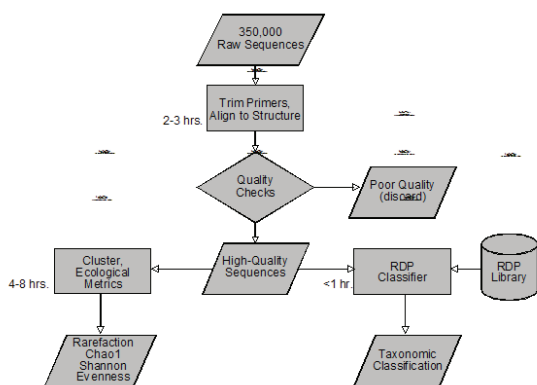 350,000
Raw Sequences
2-3 hrs.
Trim Primers,
Align to Structure
Quality
Checks
Poor Quality
(discard)
4-8 hrs.
Cluster,
Ecological
Metrics
High-Quality
Sequences
<1 hr.
RDP
Classifier
RDP
Library
Rarefaction
Chao1
Shannon
Evenness
Taxonomic
Classification